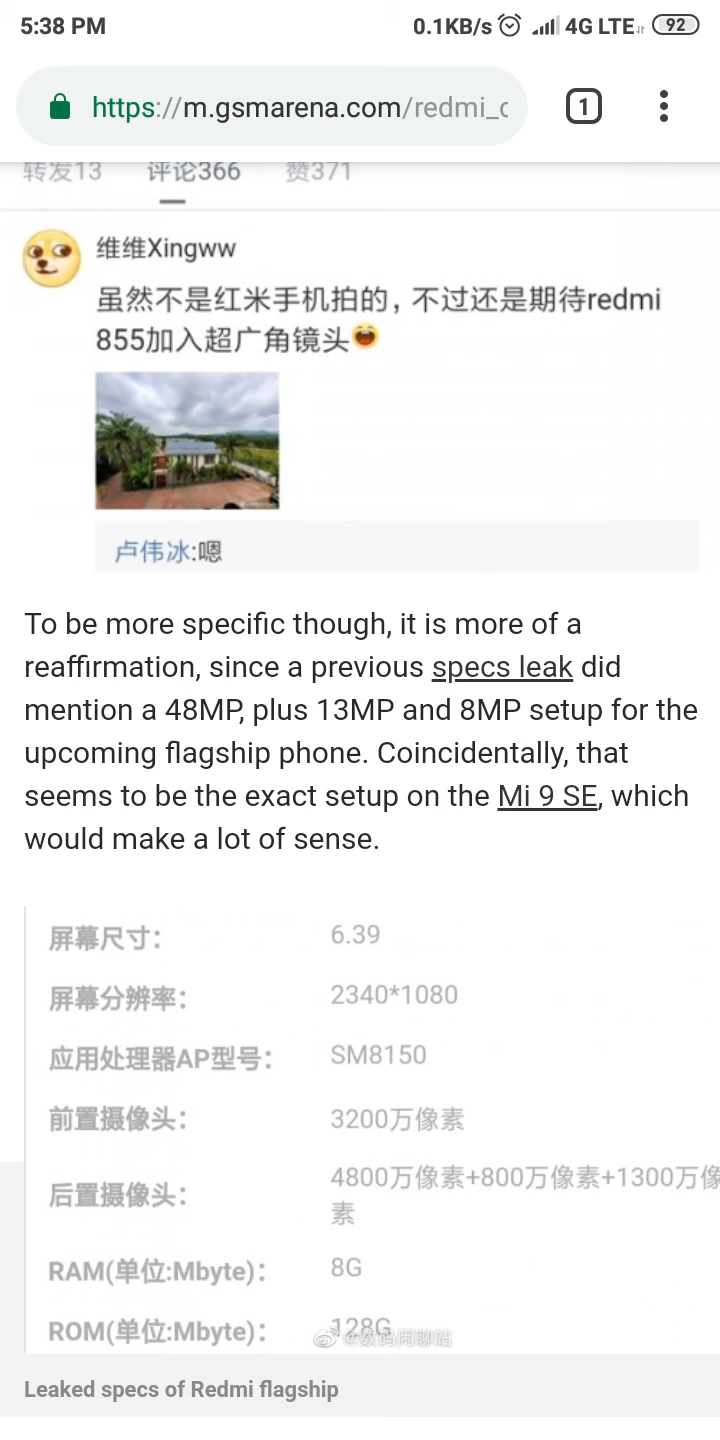 5:38 PM
0.1KB/s 4G LTE 92
https://m.gsmarena.com/redmi_c
1
转发13 评论366 赞371
维维Xingww
虽然不是红米手机拍的，不过还是期待redmi
855加入超广角镜头
卢伟冰:嗯
To be more specific though, it is more of a
reaffirmation, since a previous specs leak did
mention a 48MP, plus 13MP and 8MP setup for the
upcoming flagship phone. Coincidentally, that
seems to be the exact setup on the Mi 9 SE, which
would make a lot of sense.
屏幕尺寸： 6.39
屏幕分辨率： 2340*1080
应用处理器AP型号： SM8150
前置摄像头： 3200万像素
后置摄像头： 4800万像素+800万像素+1300万像
素
RAM(单位:Mbyte)： 8G
ROM(单位:Mbyte)： 128G
@数码闲聊站
Leaked specs of Redmi flagship